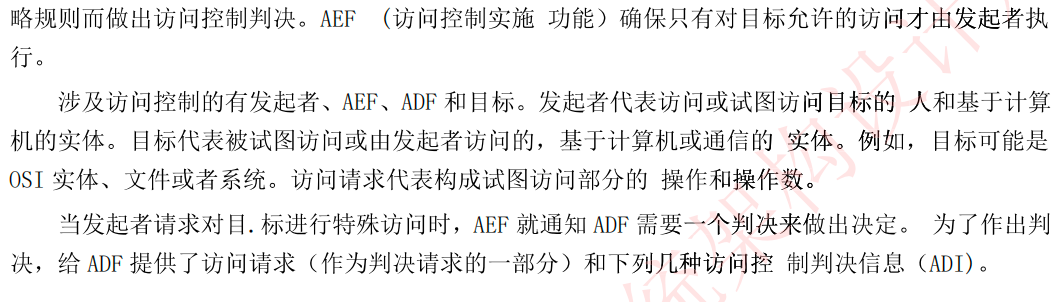 略规则而做出访问控制判决。AEF （访问控制实施 功能）确保只有对目标允许的访问才由发起者执
行。
涉及访问控制的有发起者、AEF、ADF 和目标。发起者代表访问或试图访问目标的 人和基于计算
机的实体。目标代表被试图访问或由发起者访问的，基于计算机或通信的 实体。例如，目标可能是
OSI 实体、文件或者系统。访问请求代表构成试图访问部分的 操作和操作数。
当发起者请求对目.标进行特殊访问时，AEF 就通知 ADF 需要一个判决来做出决定。 为了作出判
决，给 ADF 提供了访问请求（作为判决请求的一部分）和下列几种访问控 制判决信息（ADI）。
统架构设计